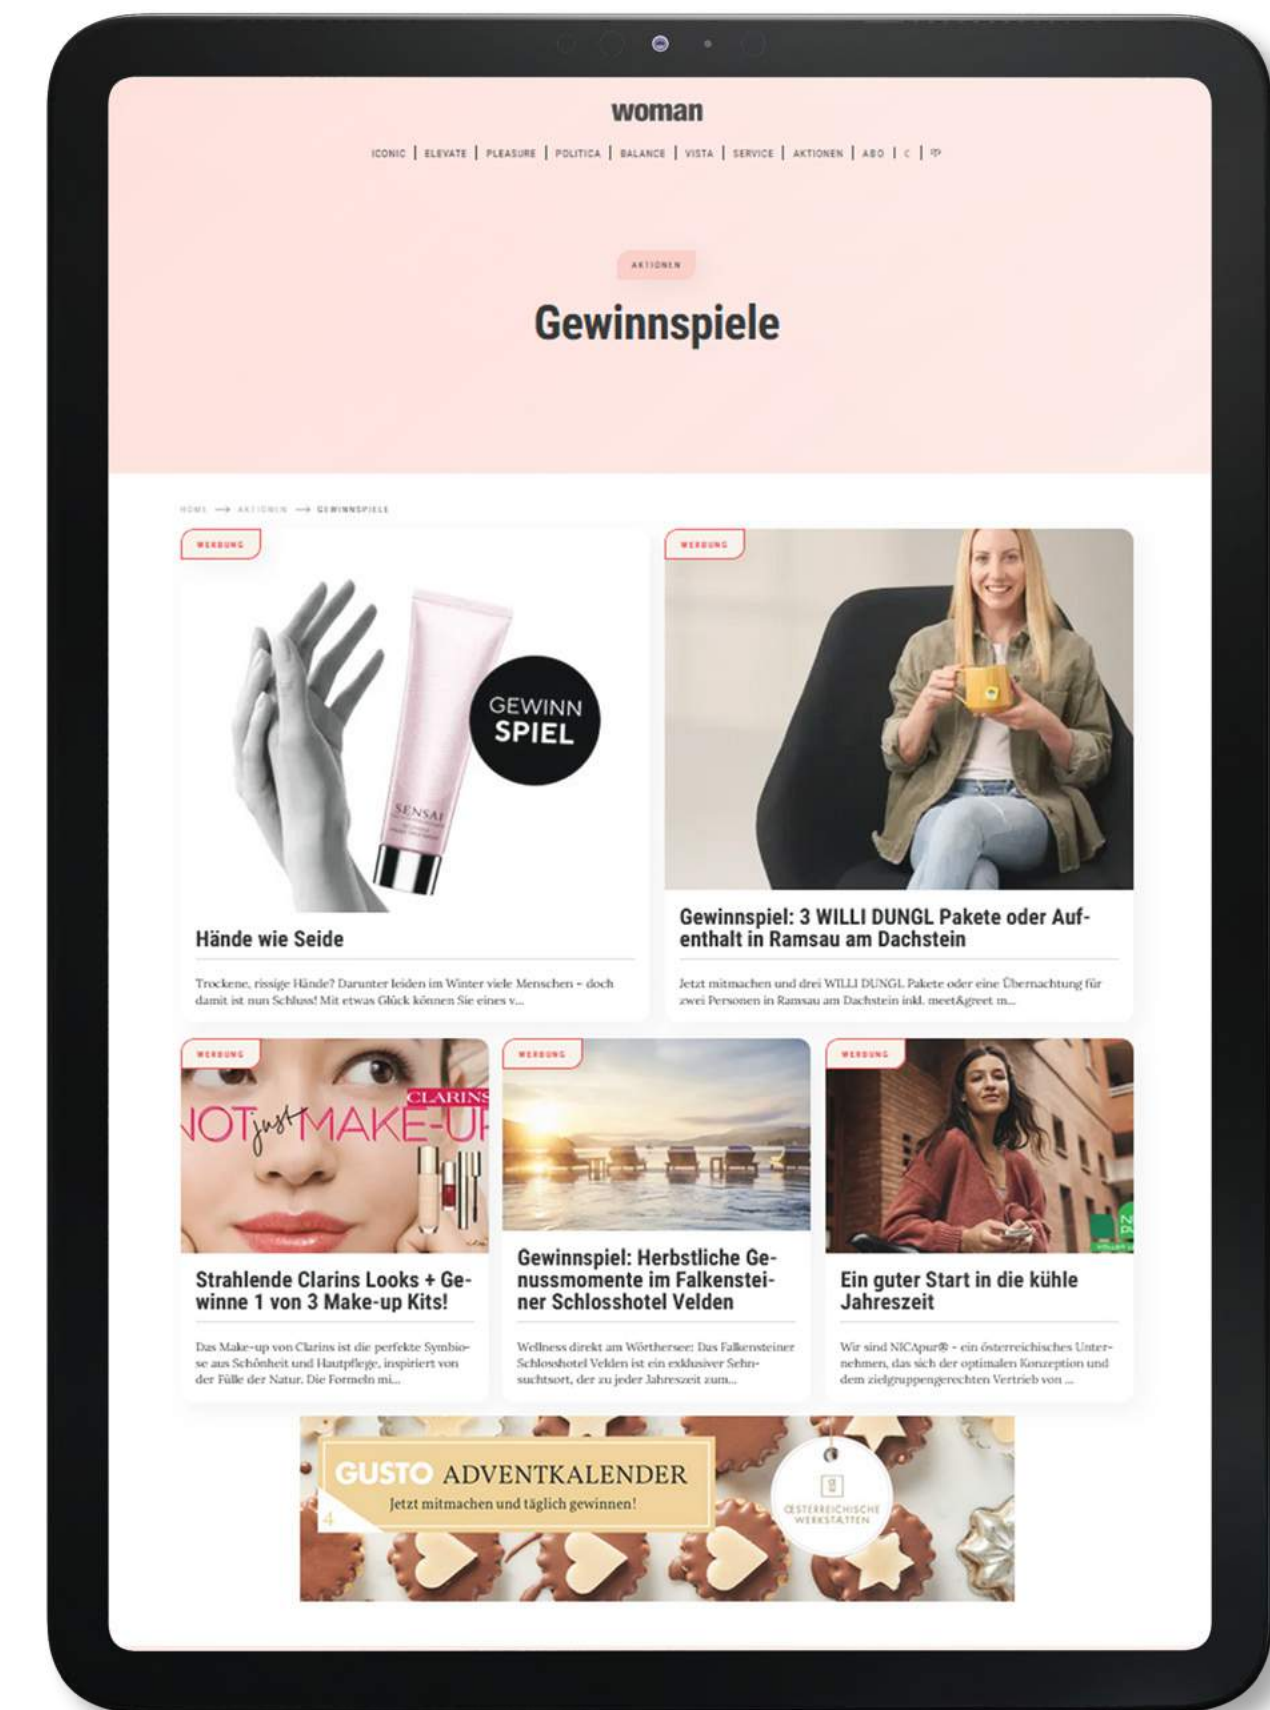 woman
ICONIC | ELEVATE | PLEASURE | POLITICA | BALANCE | VISTA | SERVICE | AKTIONEN | ABO
AKTIONEN
Gewinnspiele
HOME → AKTIONEN → GEWINNSPIELE
WERBUNG
GEWINN
SPIEL
SENSAI
Hände wie Seide
Trockene, rissige Hände? Darunter leiden im Winter viele Menschen – doch
damit ist nun Schluss! Mit etwas Glück können Sie eines v...
WERBUNG
Gewinnspiel: 3 WILLI DUNGL Pakete oder Auf-
enthalt in Ramsau am Dachstein
Jetzt mitmachen und drei WILLI DUNGL Pakete oder eine Übernachtung für
zwei Personen in Ramsau am Dachstein inkl. meet&greet m...
WERBUNG
CLARINS
NOT just MAKE-UP
Strahlende Clarins Looks + Ge-
winne 1 von 3 Make-up Kits!
Das Make-up von Clarins ist die perfekte Symbio-
se aus Schönheit und Hautpflege, inspiriert von
der Fülle der Natur. Die Formeln mi...
WERBUNG
Gewinnspiel: Herbstliche Ge-
nussmomente im Falkenstei-
ner Schlosshotel Velden
Wellness direkt am Wörthersee: Das Falkensteiner
Schlosshotel Velden ist ein exklusiver Sehn-
suchtsort, der zu jeder Jahreszeit zum...
WERBUNG
Ein guter Start in die kühle
Jahreszeit
Wir sind NICApur® - ein österreichisches Unter-
nehmen, das sich der optimalen Konzeption und
dem zielgruppengerechten Vertrieb von ...
GUSTO ADVENTKALENDER
Jetzt mitmachen und täglich gewinnen!
4
ŒSTERREICHISCHE
WERKSTÆTTEN